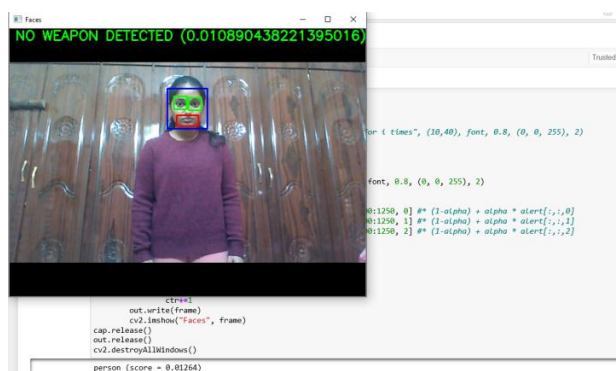 Faces
NO WEAPON DETECTED (0.010890438221395016)
Trusted
for i times", (10,40), font, 0.8, (0, 0, 255), 2)
font, 0.8, (0, 0, 255), 2)
00:1250, 0] #* (1-alpha) + alpha * alert[:,:,0]
00:1250, 1] #* (1-alpha) + alpha * alert[:,:,1]
00:1250, 2] #* (1-alpha) + alpha * alert[:,:,2]
ctr+=1
out.write(frame)
cv2.imshow("Faces", frame)
cap.release()
out.release()
cv2.destroyAllWindows()
person (score = 0.01264)